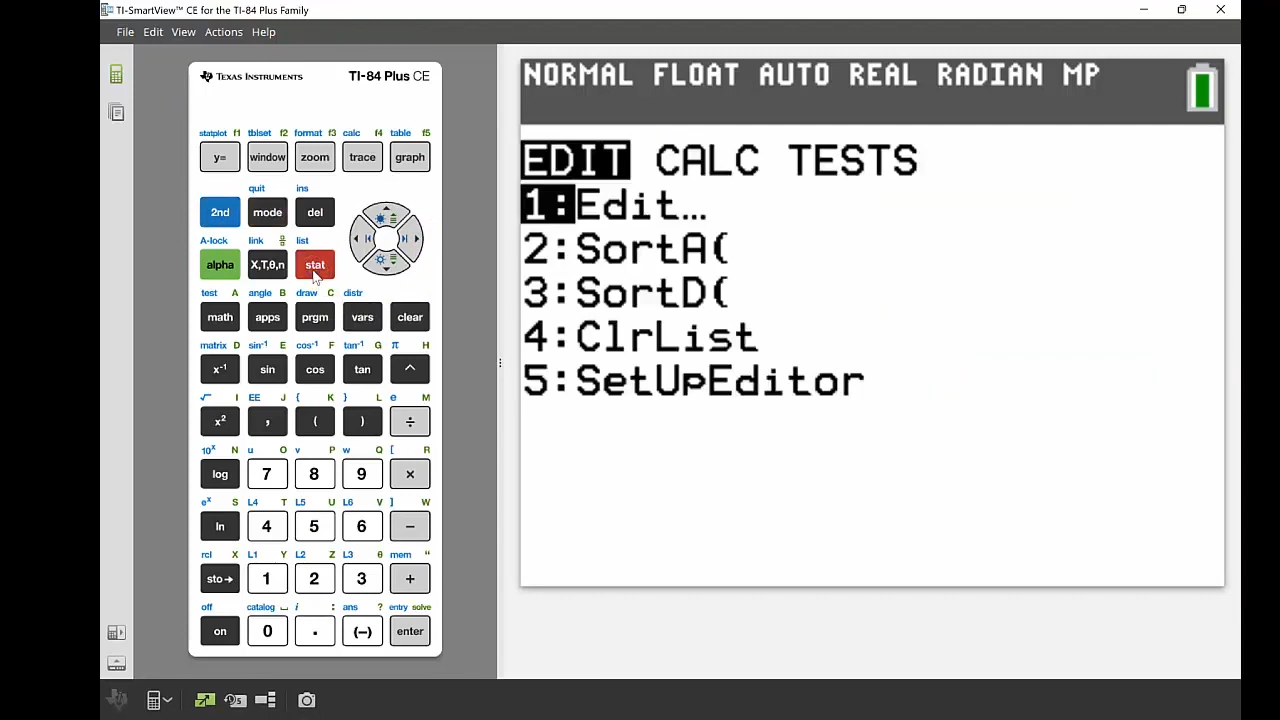 TI-SmartView™ CE for the TI-84 Plus Family
File Edit View Actions Help
TEXAS INSTRUMENTS TI-84 Plus CE
statplot f1 tblset f2 format f3 calc f4 table f5
y= window zoom trace graph
quit ins
2nd mode del
A-lock link list
alpha X,T,θ,n stat
test A angle B draw C distr
math apps prgm vars clear
matrix D sin⁻¹ E cos⁻¹ F tan⁻¹ G π H
x⁻¹ sin cos tan ^
√ I EE J { K } L e M
x² , ( ) ÷
10ˣ N u O v P w Q [ R
log 7 8 9 ×
eˣ S L4 T L5 U L6 V ] W
ln 4 5 6 −
rcl X L1 Y L2 Z L3 θ mem "
sto→ 1 2 3 +
off catalog ⎵ i : ans ? entry solve
on 0 . (−) enter
NORMAL FLOAT AUTO REAL RADIAN MP
EDIT CALC TESTS
1:Edit…
2:SortA(
3:SortD(
4:ClrList
5:SetUpEditor